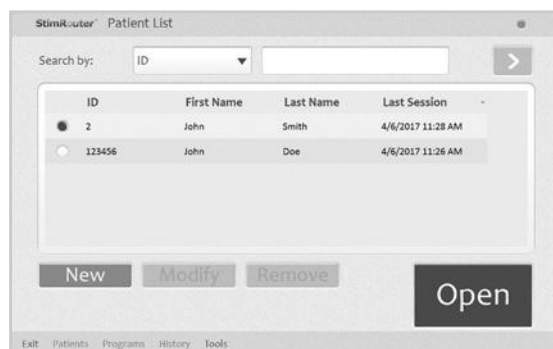 StimRouter Patient List
Search by: ID
ID First Name Last Name Last Session
2 John Smith 4/6/2017 11:28 AM
123456 John Doe 4/6/2017 11:26 AM
New Modify Remove Open
Exit Patients Programs History Tools